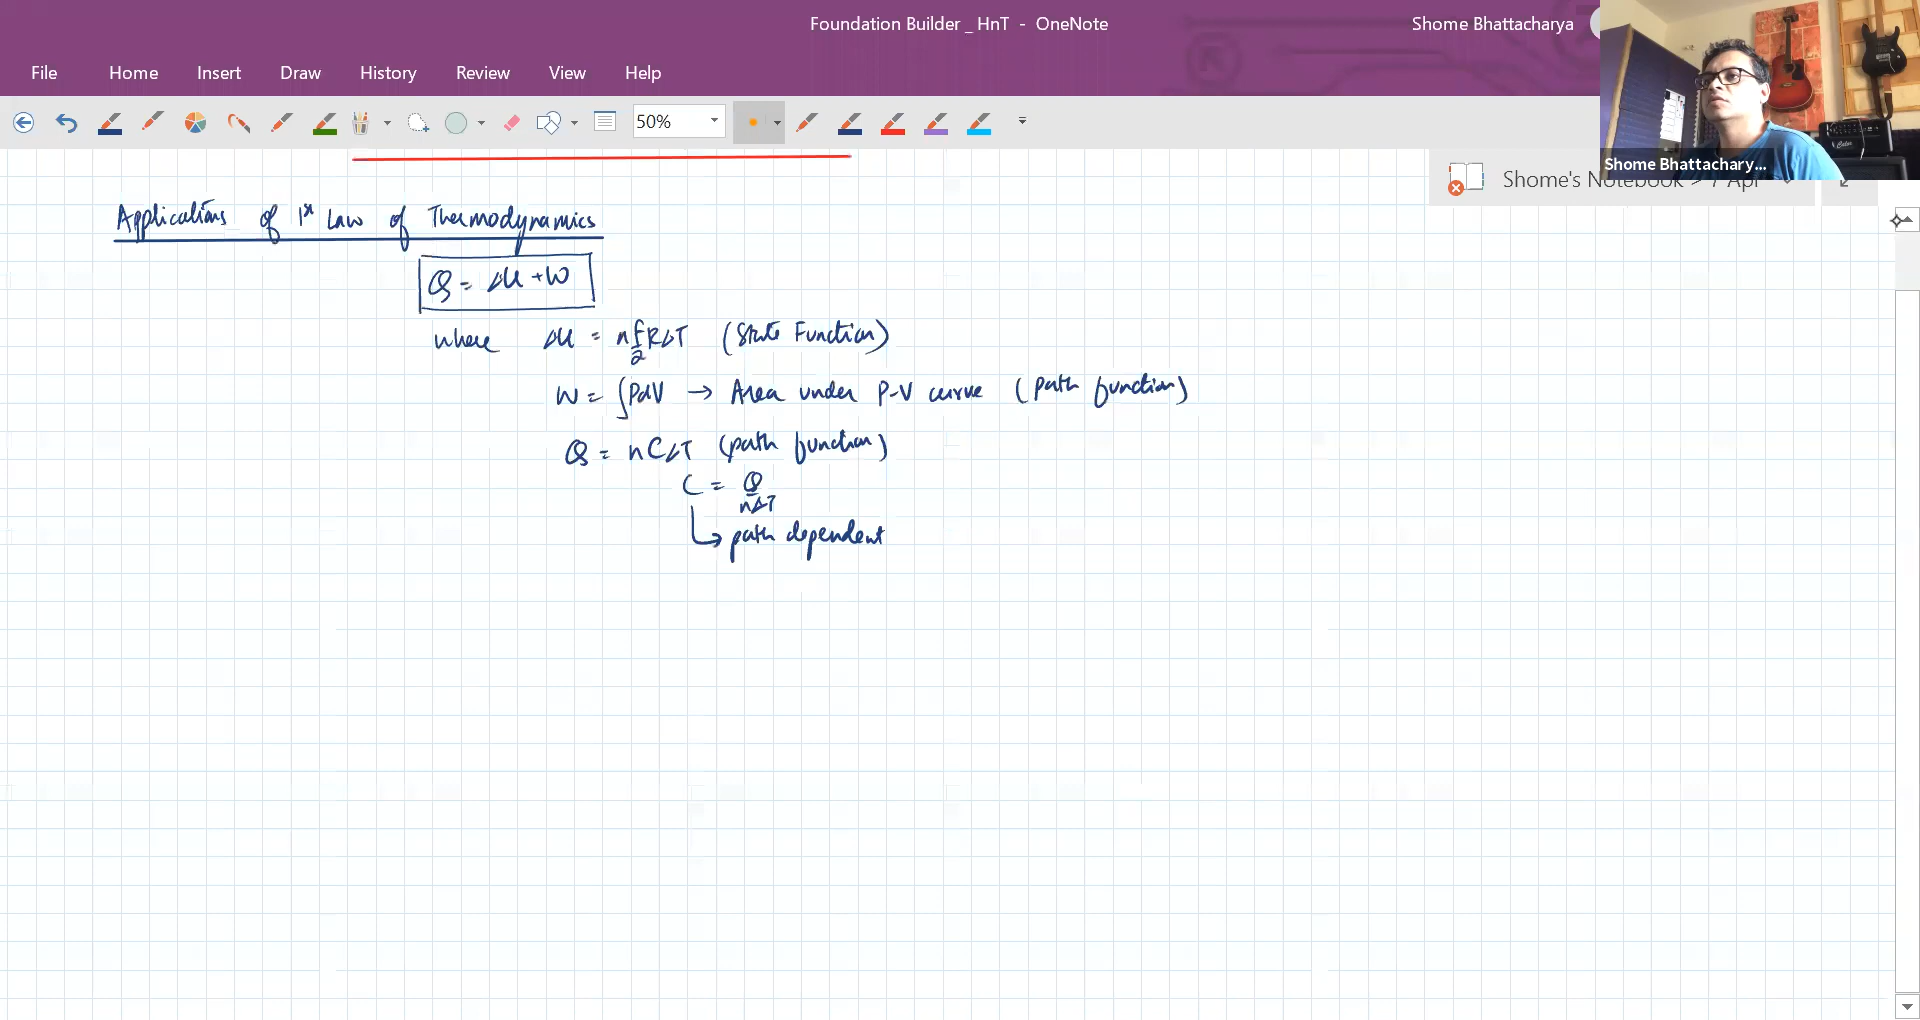 Foundation Builder _ HnT - OneNote
Shome Bhattacharya
File Home Insert Draw History Review View Help
50%
Shome Bhattachary...
Shome's Notebook > 7 Apr
Applications of 1st Law of Thermodynamics
Q = ΔU + W
where ΔU = n f/2 RΔT (State Function)
W = ∫PdV → Area under P-V curve (path function)
Q = nCΔT (path function)
C = Q/nΔT
↳ path dependent